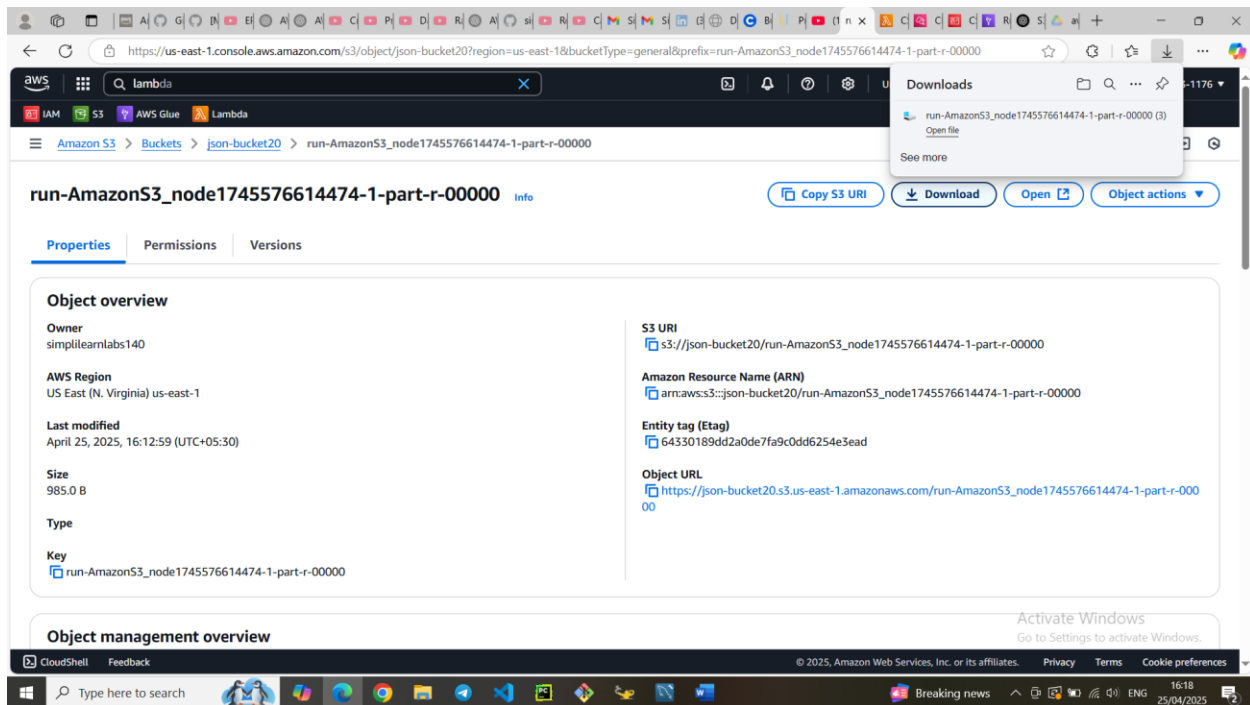 https://us-east-1.console.aws.amazon.com/s3/object/json-bucket20?region=us-east-1&bucketType=general&prefix=run-AmazonS3_node1745576614474-1-part-r-00000
aws
lambda
Downloads
-1176
run-AmazonS3_node1745576614474-1-part-r-00000 (3)
Open file
See more
IAM S3 AWS Glue Lambda
Amazon S3 > Buckets > json-bucket20 > run-AmazonS3_node1745576614474-1-part-r-00000
run-AmazonS3_node1745576614474-1-part-r-00000 Info
Copy S3 URI Download Open Object actions
Properties Permissions Versions
Object overview
Owner
simplilearnlabs140
AWS Region
US East (N. Virginia) us-east-1
Last modified
April 25, 2025, 16:12:59 (UTC+05:30)
Size
985.0 B
Type
Key
run-AmazonS3_node1745576614474-1-part-r-00000
S3 URI
s3://json-bucket20/run-AmazonS3_node1745576614474-1-part-r-00000
Amazon Resource Name (ARN)
arn:aws:s3:::json-bucket20/run-AmazonS3_node1745576614474-1-part-r-00000
Entity tag (Etag)
64330189dd2a0de7fa9c0dd6254e3ead
Object URL
https://json-bucket20.s3.us-east-1.amazonaws.com/run-AmazonS3_node1745576614474-1-part-r-000
00
Object management overview
Activate Windows
Go to Settings to activate Windows.
CloudShell Feedback
© 2025, Amazon Web Services, Inc. or its affiliates. Privacy Terms Cookie preferences
Type here to search
Breaking news
ENG
16:18
25/04/2025
2